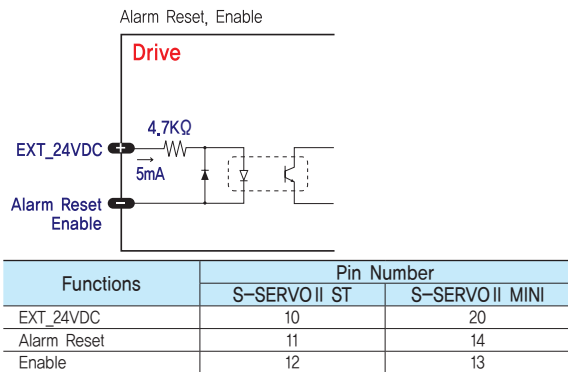 Alarm Reset, Enable
Drive
4.7KΩ
EXT_24VDC +
5mA
Alarm Reset −
Enable
Functions Pin Number
S-SERVOII ST S-SERVOII MINI
EXT_24VDC 10 20
Alarm Reset 11 14
Enable 12 13